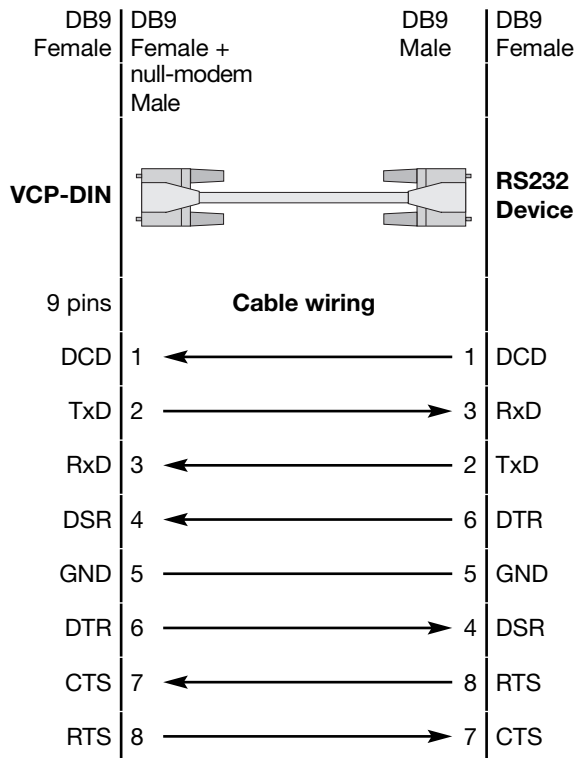 DB9 DB9 DB9 DB9
Female Female + Male Female
null-modem
Male
VCP-DIN RS232
Device
9 pins Cable wiring
DCD 1 1 DCD
TxD 2 3 RxD
RxD 3 2 TxD
DSR 4 6 DTR
GND 5 5 GND
DTR 6 4 DSR
CTS 7 8 RTS
RTS 8 7 CTS